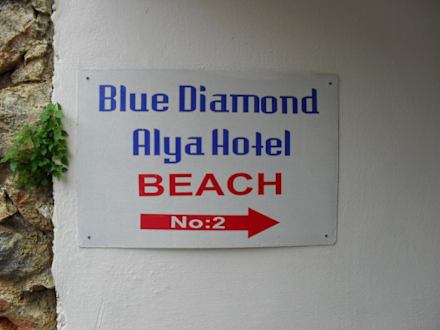 Blue Diamond
Alya Hotel
BEACH
No:2